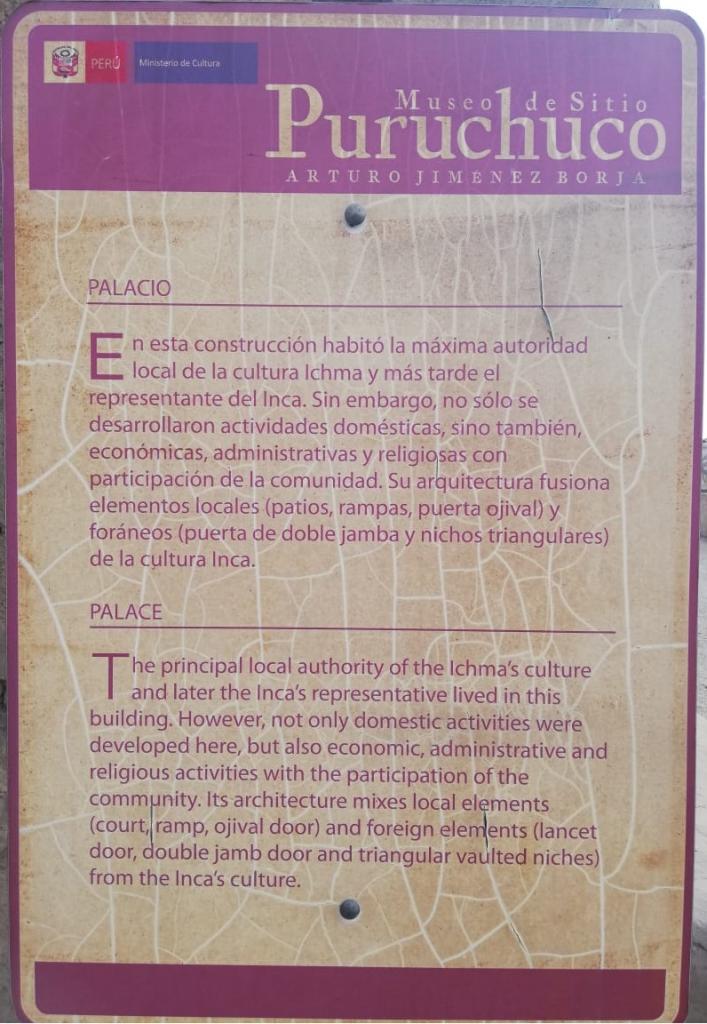 PERÚ
Ministerio de Cultura
Museo de Sitio
Puruchuco
ARTURO JIMÉNEZ BORJA
PALACIO
En esta construcción habitó la máxima autoridad
local de la cultura Ichma y más tarde el
representante del Inca. Sin embargo, no sólo se
desarrollaron actividades domésticas, sino también,
económicas, administrativas y religiosas con
participación de la comunidad. Su arquitectura fusiona
elementos locales (patios, rampas, puerta ojival) y
foráneos (puerta de doble jamba y nichos triangulares)
de la cultura Inca.
PALACE
The principal local authority of the Ichma's culture
and later the Inca's representative lived in this
building. However, not only domestic activities were
developed here, but also economic, administrative and
religious activities with the participation of the
community. Its architecture mixes local elements
(court, ramp, ojival door) and foreign elements (lancet
door, double jamb door and triangular vaulted niches)
from the Inca's culture.